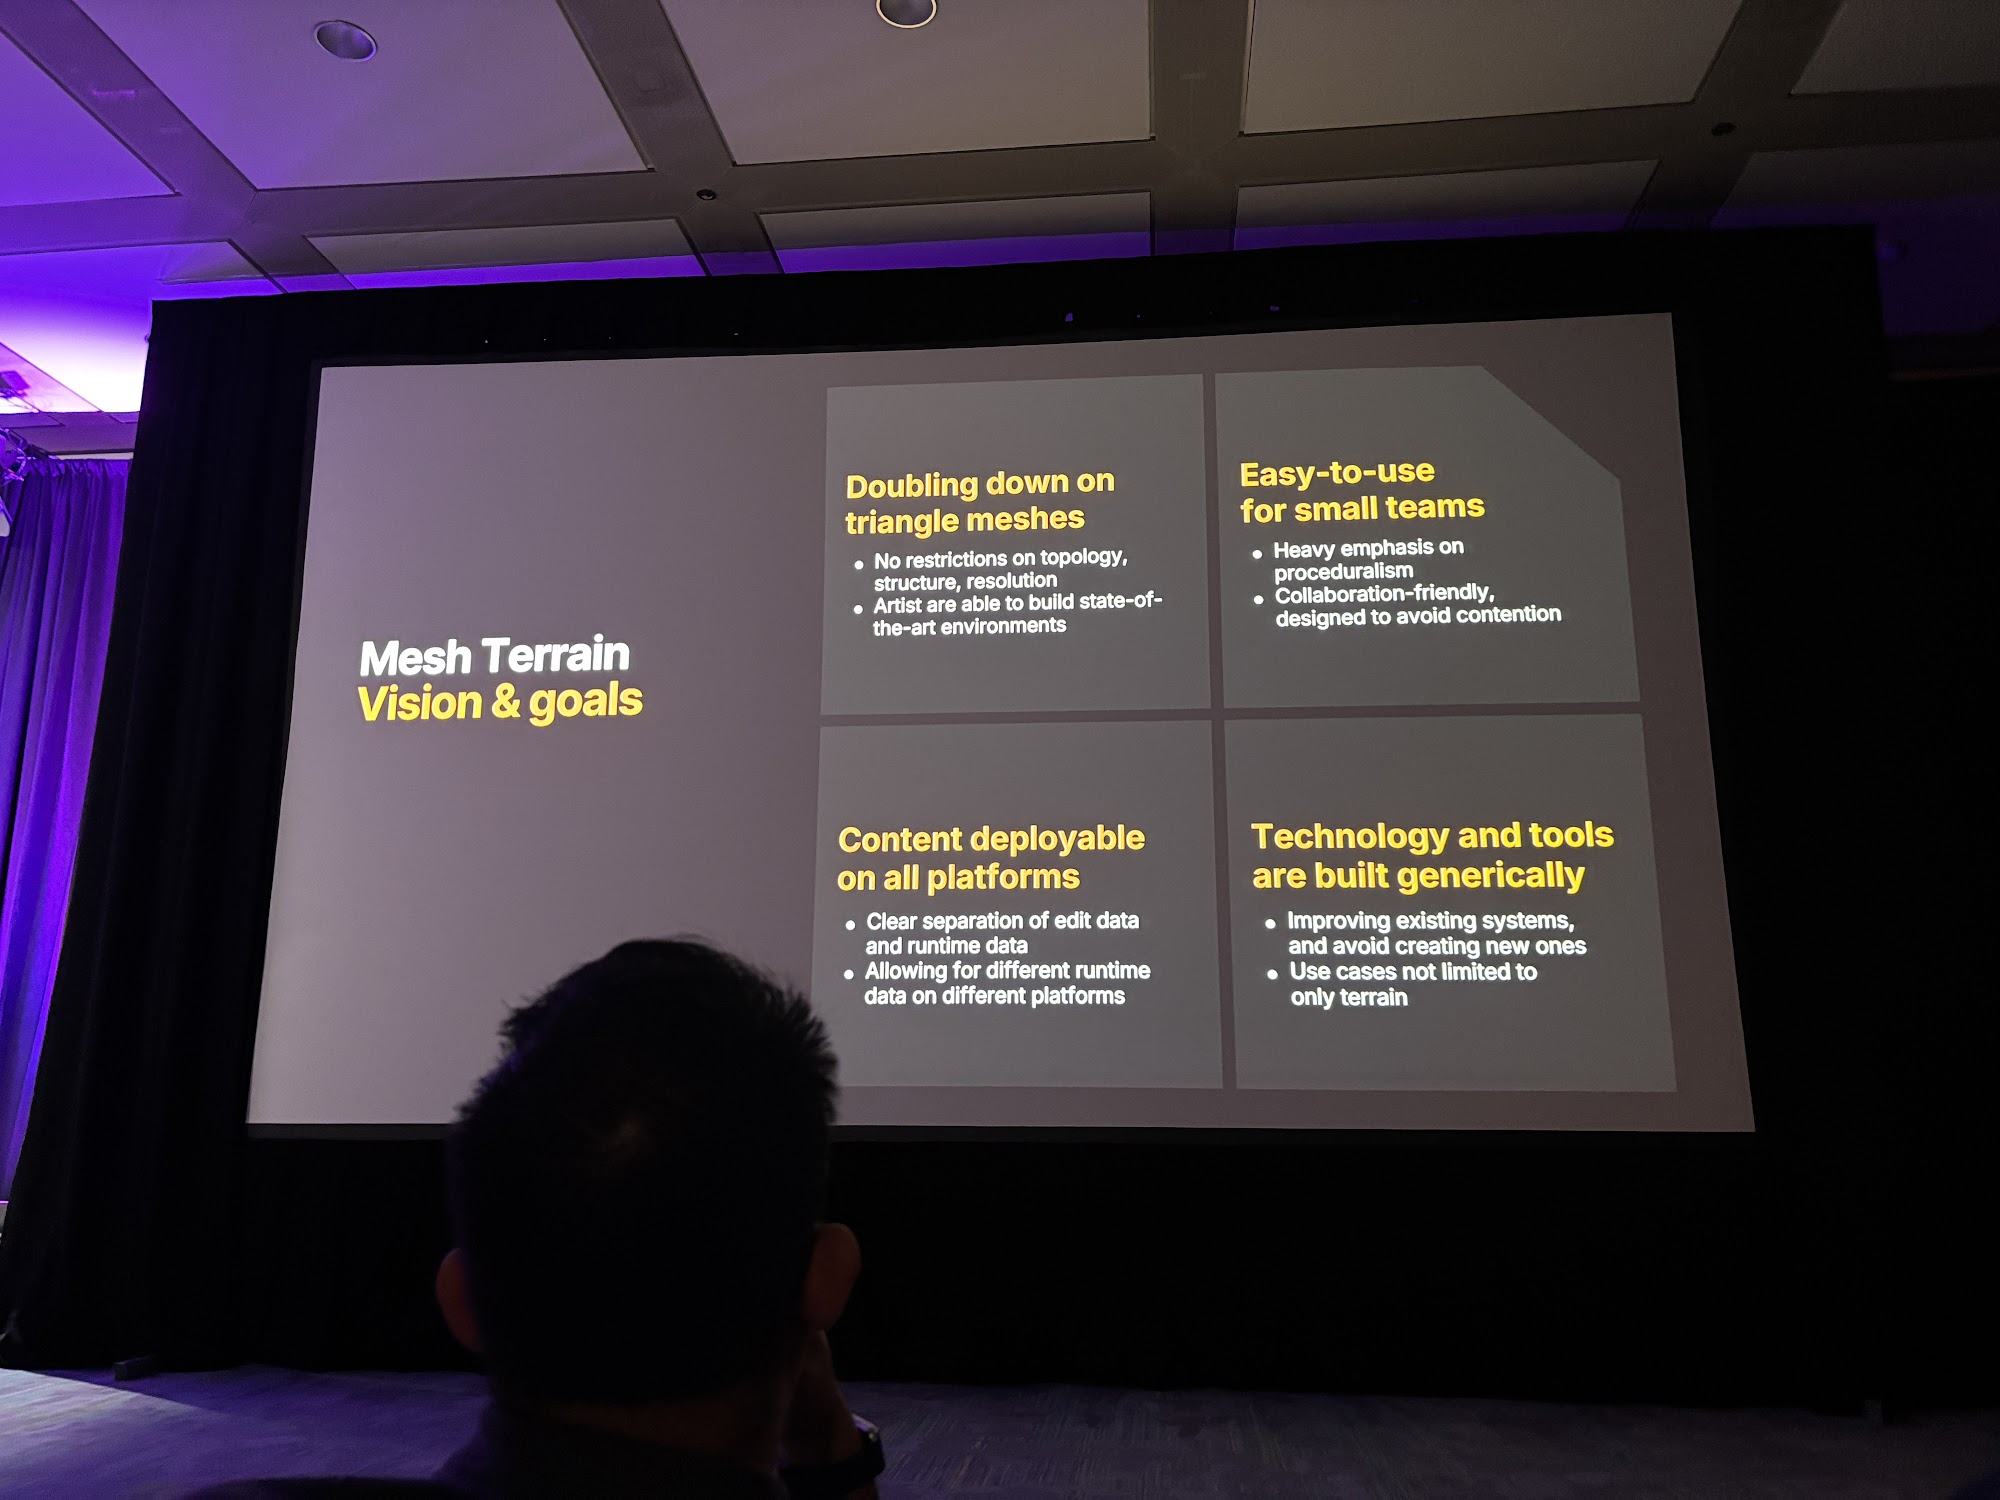 Mesh Terrain
Vision & goals
Doubling down on
triangle meshes
• No restrictions on topology,
structure, resolution
• Artist are able to build state-of-
the-art environments
Easy-to-use
for small teams
• Heavy emphasis on
proceduralism
• Collaboration-friendly,
designed to avoid contention
Content deployable
on all platforms
• Clear separation of edit data
and runtime data
• Allowing for different runtime
data on different platforms
Technology and tools
are built generically
• Improving existing systems,
and avoid creating new ones
• Use cases not limited to
only terrain